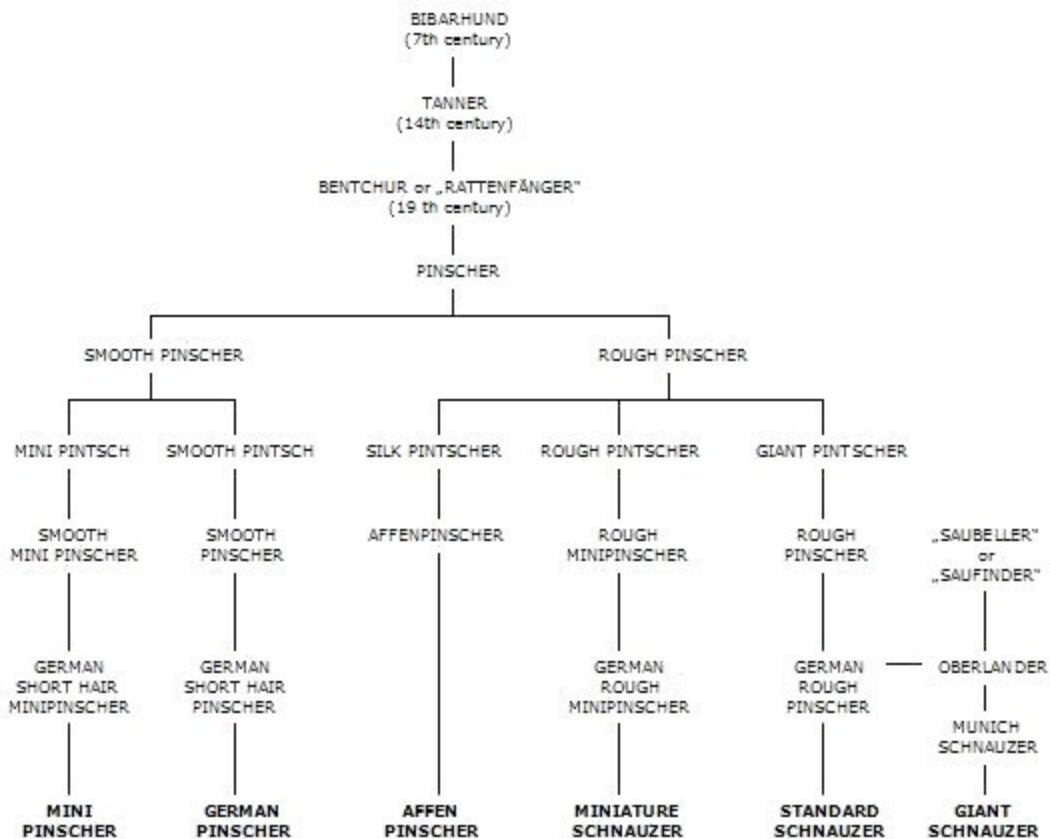 BIBARHUND
(7th century)
TANNER
(14th century)
BENTCHUR or „RATTENFÄNGER“
(19 th century)
PINSCHER
SMOOTH PINSCHER
ROUGH PINSCHER
MINI PINTSCH
SMOOTH PINTSCH
SILK PINTSCHER
ROUGH PINTSCHER
GIANT PINTSCHER
SMOOTH
MINI PINSCHER
SMOOTH
PINSCHER
AFFENPINSCHER
ROUGH
MINIPINSCHER
ROUGH
PINSCHER
„SAUBELLER“
or
„SAUFINDER“
GERMAN
SHORT HAIR
MINIPINSCHER
GERMAN
SHORT HAIR
PINSCHER
GERMAN
ROUGH
MINIPINSCHER
GERMAN
ROUGH
PINSCHER
OBERLANDER
MUNICH
SCHNAUZER
MINI
PINSCHER
GERMAN
PINSCHER
AFFEN
PINSCHER
MINIATURE
SCHNAUZER
STANDARD
SCHNAUZER
GIANT
SCHNAUZER